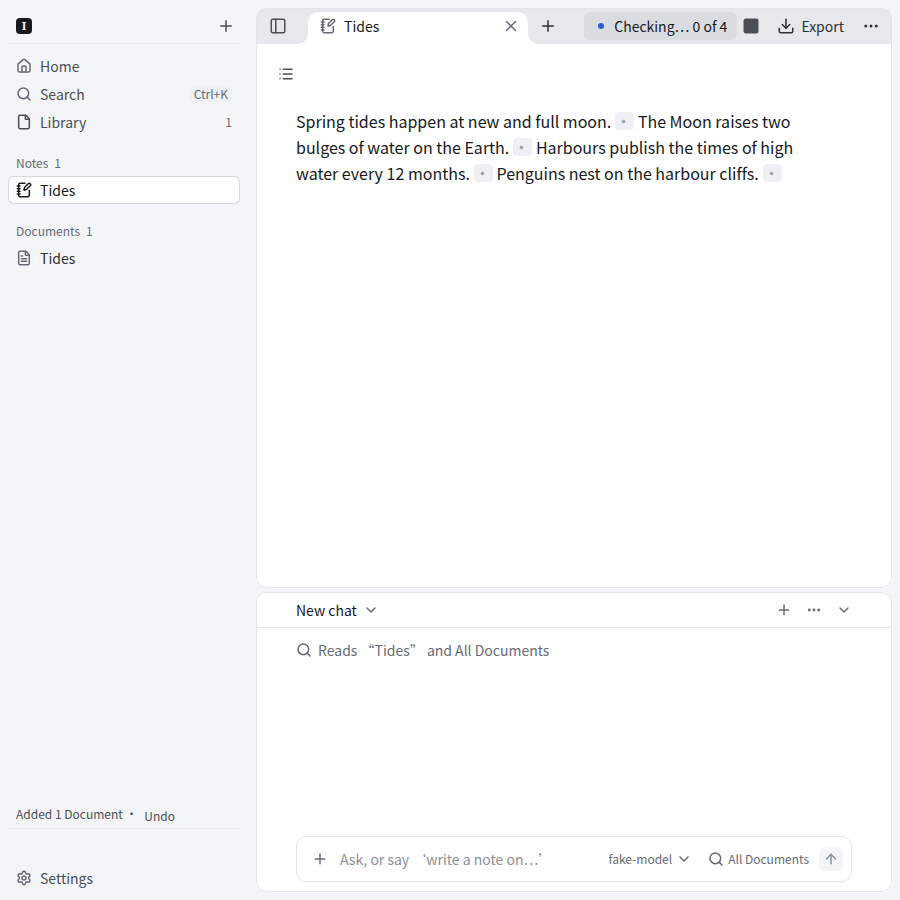 I
Home
Search Ctrl+K
Library 1
Notes 1
Tides
Documents 1
Tides
Added 1 Document • Undo
Settings
Tides
Checking… 0 of 4
Export
Spring tides happen at new and full moon. The Moon raises two
bulges of water on the Earth. Harbours publish the times of high
water every 12 months. Penguins nest on the harbour cliffs.
New chat
Reads “Tides” and All Documents
Ask, or say ‘write a note on…’
fake-model
All Documents